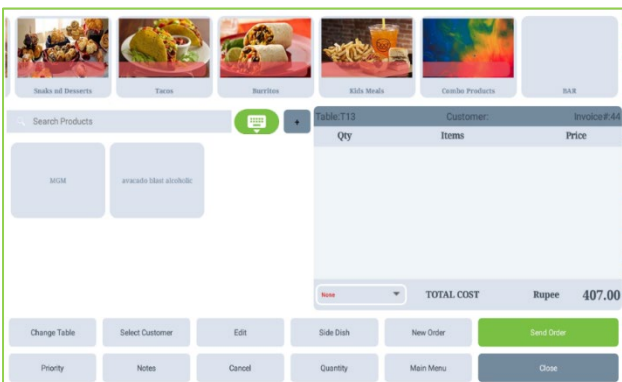 Snaks nd Desserts
Tacos
Burritos
Kids Meals
Combo Products
BAR
Search Products
+
Table:T13 Customer: Invoice#:44
Qty Items Price
MGM
avacado blast alcoholic
None TOTAL COST Rupee 407.00
Change Table Select Customer Edit Side Dish New Order Send Order
Priority Notes Cancel Quantity Main Menu Close